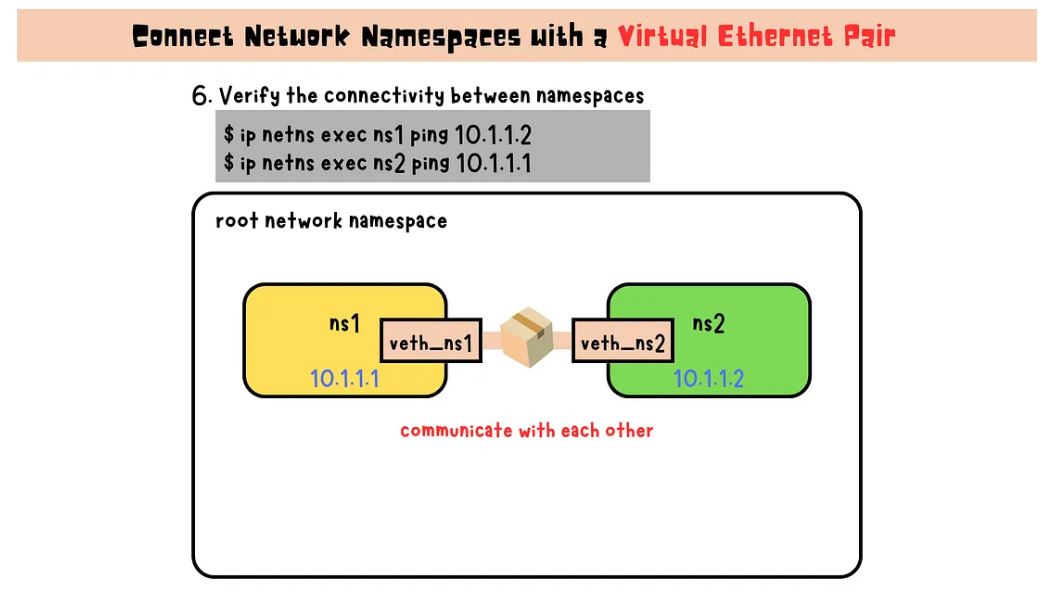 Connect Network Namespaces with a Virtual Ethernet Pair
6. Verify the connectivity between namespaces
$ ip netns exec ns1 ping 10.1.1.2
$ ip netns exec ns2 ping 10.1.1.1
root network namespace
ns1
veth_ns1
10.1.1.1
veth_ns2
ns2
10.1.1.2
communicate with each other